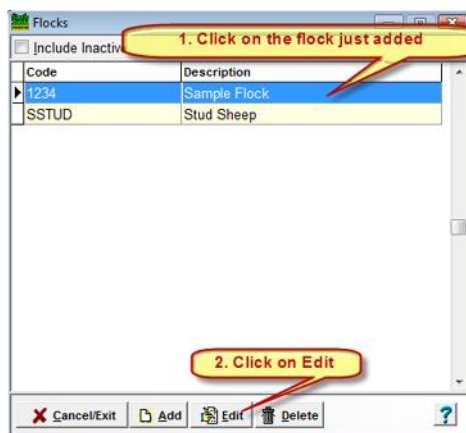 Flocks
Include Inactiv
1. Click on the flock just added
Code Description
1234 Sample Flock
SSTUD Stud Sheep
2. Click on Edit
Cancel/Exit Add Edit Delete ?